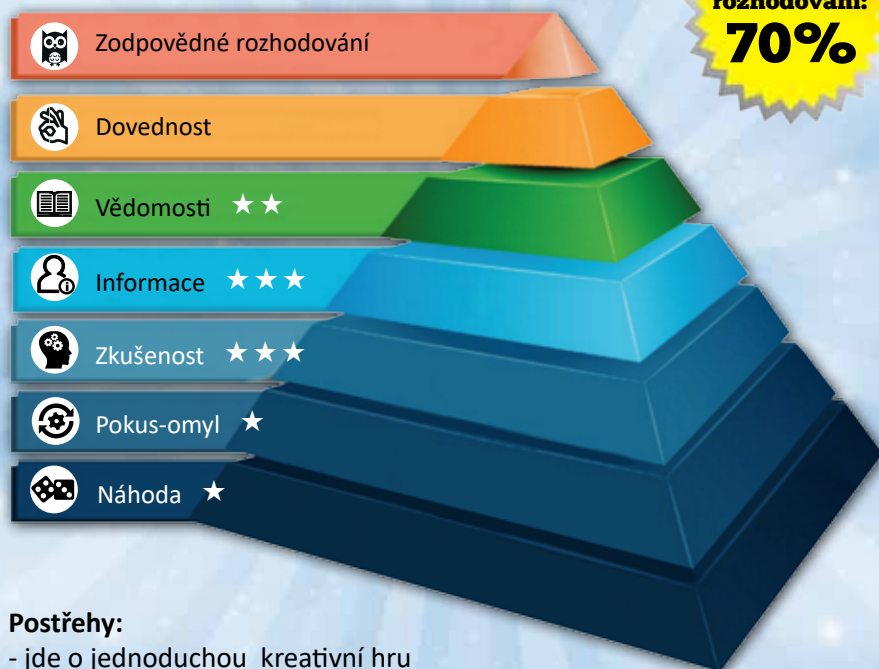 rozhodování:
70%
Zodpovědné rozhodování
Dovednost
Vědomosti ★★
Informace ★★★
Zkušenost ★★★
Pokus-omyl ★
Náhoda ★
Postřehy:
- jde o jednoduchou kreativní hru